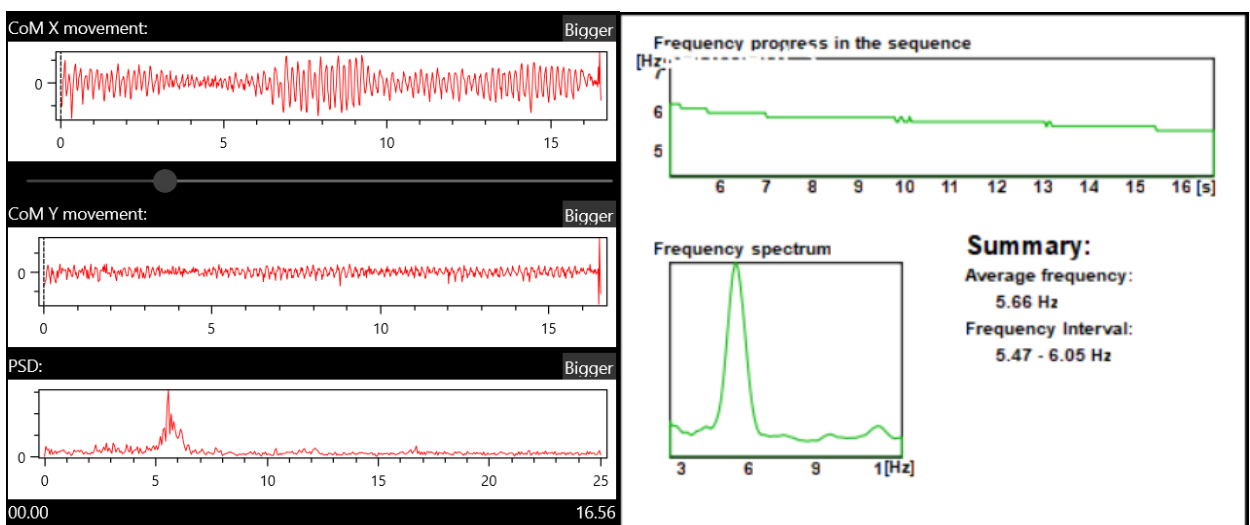 CoM X movement:
Bigger
0
0 5 10 15
CoM Y movement:
Bigger
0
0 5 10 15
PSD:
Bigger
0
0 5 10 15 20 25
00.00 16.56
Frequency progress in the sequence
[Hz
7
6
5
6 7 8 9 10 11 12 13 14 15 16 [s]
Frequency spectrum
3 6 9 1[Hz]
Summary:
Average frequency:
5.66 Hz
Frequency Interval:
5.47 - 6.05 Hz